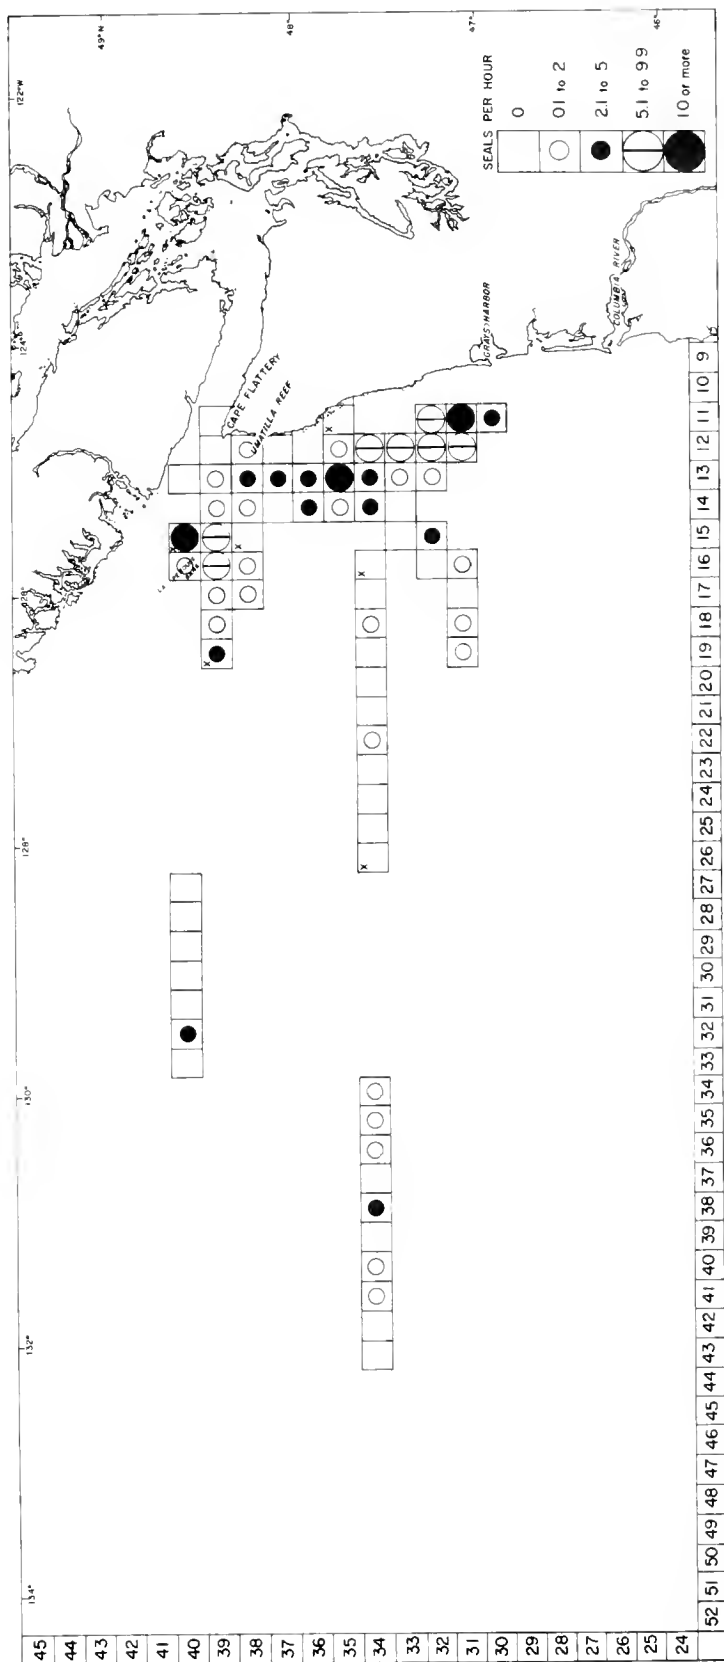 122°W
124°
128°
128°
130°
132°
134°
49°N
48°
47°
46°
SEALS PER HOUR
0
01 to 2
2.1 to 5
5.1 to 99
10 or more
CAPE FLATTERY
UMATILLA REEF
GRAYS HARBOR
COLUMBIA RIVER
x
x
x
x
x
45
44
43
42
41
40
39
38
37
36
35
34
33
32
31
30
29
28
27
26
25
24
52 51 50 49 48 47 46 45 44 43 42 41 40 39 38 37 36 35 34 33 32 31 30 29 28 27 26 25 24 23 22 21 20 19 18 17 16 15 14 13 12 11 10 9